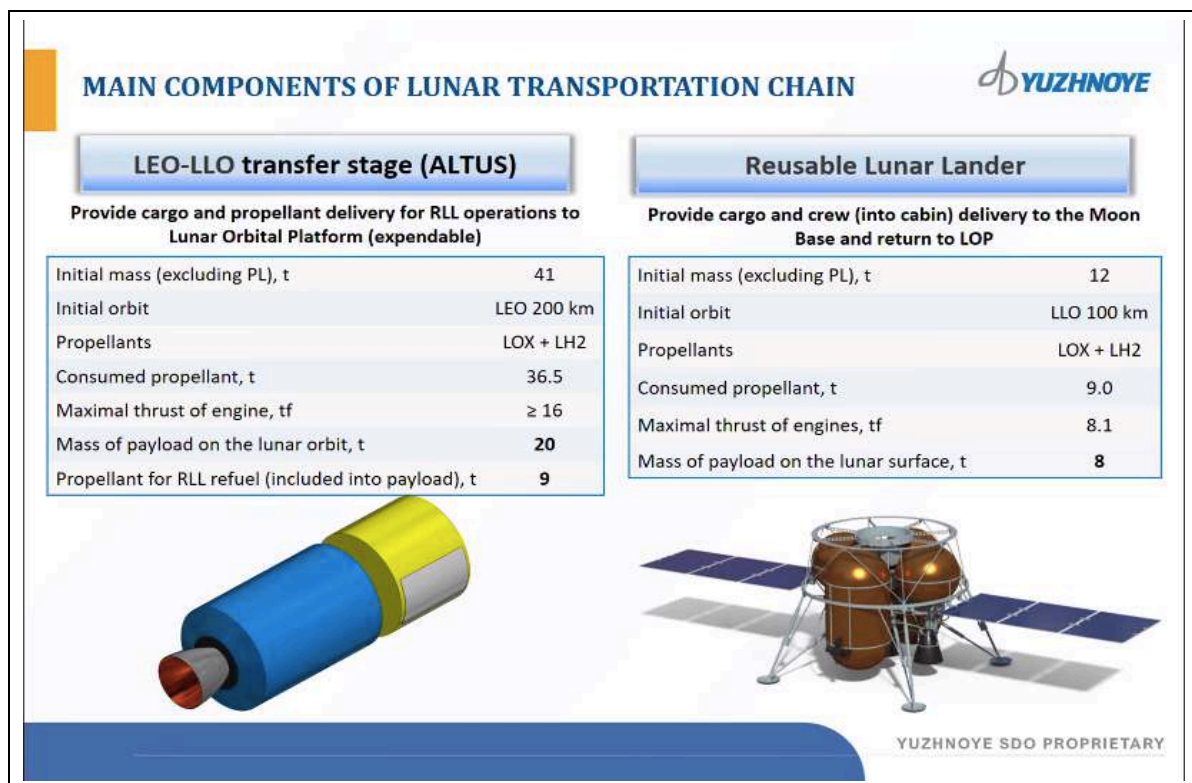 MAIN COMPONENTS OF LUNAR TRANSPORTATION CHAIN
YUZHNOYE
LEO-LLO transfer stage (ALTUS)
Provide cargo and propellant delivery for RLL operations to
Lunar Orbital Platform (expendable)
Initial mass (excluding PL), t 41
Initial orbit LEO 200 km
Propellants LOX + LH2
Consumed propellant, t 36.5
Maximal thrust of engine, tf ≥ 16
Mass of payload on the lunar orbit, t 20
Propellant for RLL refuel (included into payload), t 9
Reusable Lunar Lander
Provide cargo and crew (into cabin) delivery to the Moon
Base and return to LOP
Initial mass (excluding PL), t 12
Initial orbit LLO 100 km
Propellants LOX + LH2
Consumed propellant, t 9.0
Maximal thrust of engines, tf 8.1
Mass of payload on the lunar surface, t 8
YUZHNOYE SDO PROPRIETARY